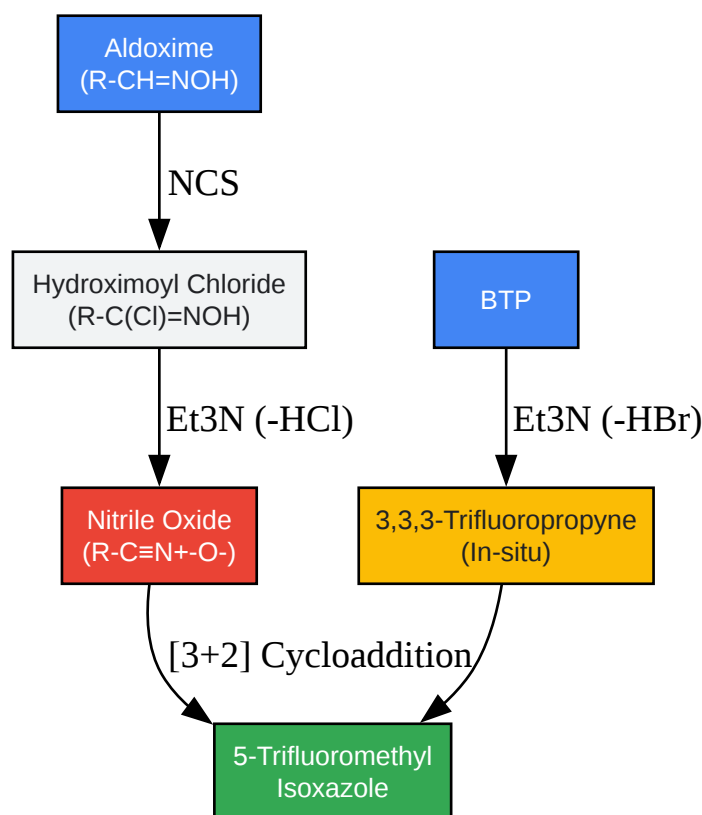 Aldoxime
(R-CH=NOH)
NCS
Hydroximoyl Chloride
(R-C(Cl)=NOH)
BTP
Et3N (-HCl)
Et3N (-HBr)
Nitrile Oxide
(R-C≡N+-O-)
3,3,3-Trifluoropropyne
(In-situ)
[3+2] Cycloaddition
5-Trifluoromethyl
Isoxazole